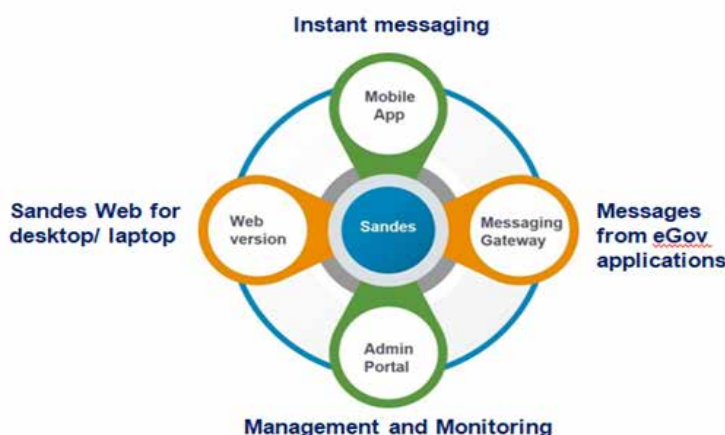 Instant messaging
Mobile
App
Sandes Web for
desktop/ laptop
Web
version
Sandes
Messaging
Gateway
Messages
from eGov
applications
Admin
Portal
Management and Monitoring